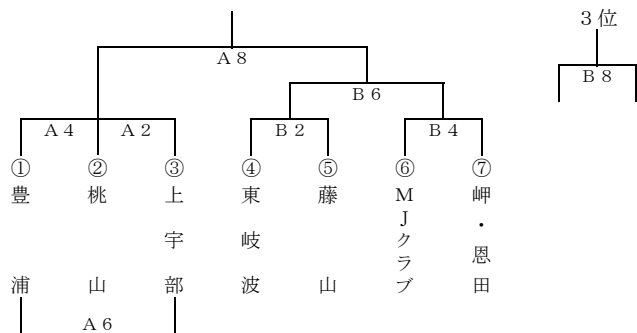 3位
A8
B8
B6
A4 A2 B2 B4
① ② ③ ④ ⑤ ⑥ ⑦
豊浦
桃山
上宇部
東岐波
藤山
MJクラブ
岬・恩田
A6